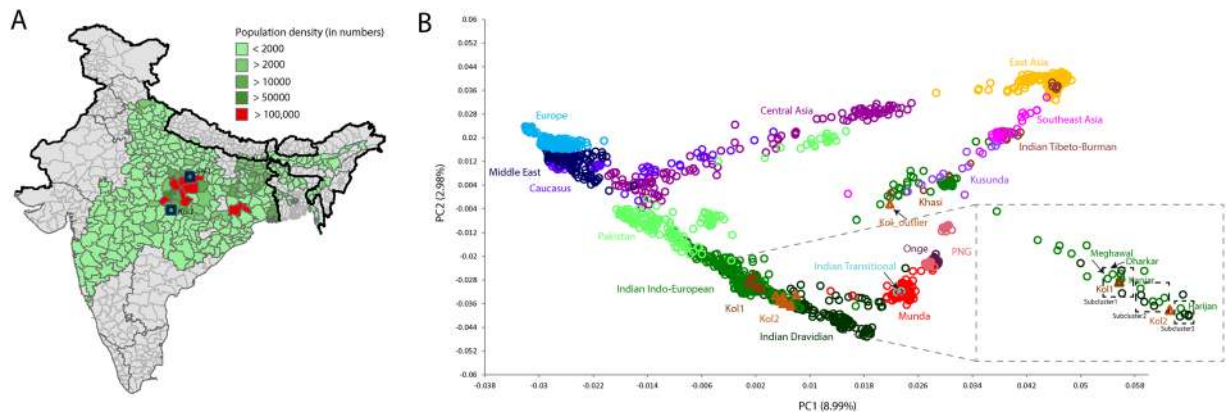 A
Population density (in numbers)
< 2000
> 2000
> 10000
> 50000
> 100,000
B
0.06
0.052
0.044
0.036
0.028
0.02
0.012
0.004
-0.004
-0.012
-0.02
-0.028
-0.036
-0.044
-0.052
-0.06
PC2 (2.98%)
East Asia
Central Asia
Europe
Southeast Asia
Indian Tibeto-Burman
Middle East
Caucasus
Kusunda
Khasi
Kol_outlier
Pakistan
Onge
PNG
Indian Transitional
Indian Indo-European
Munda
Kol1
Kol2
Indian Dravidian
Meghawal
Dharkar
Kol1
Kanjar
Subcluster1
Subcluster2
Kol2
Harijan
Subcluster3
-0.038
-0.03
-0.022
-0.014
-0.006
0.002
0.01
0.018
0.026
0.034
0.042
0.05
0.058
PC1 (8.99%)